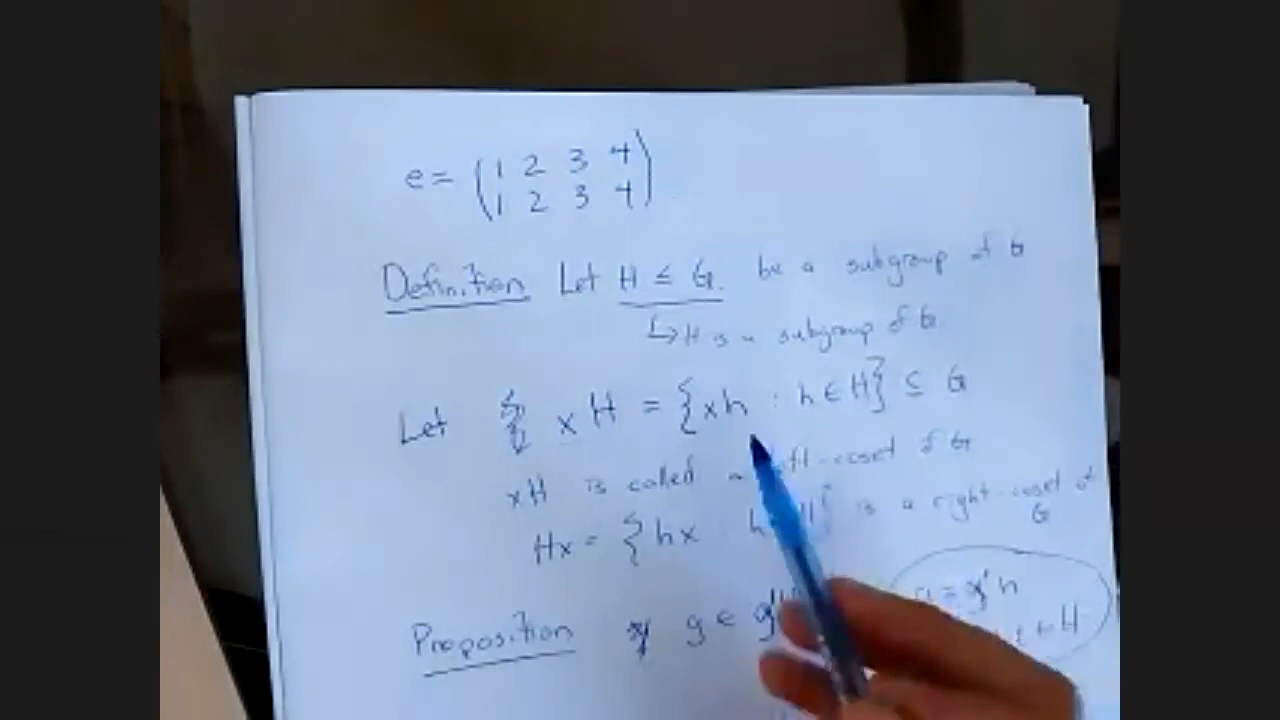 e = (1 2 3 4
1 2 3 4)
Definition Let H ≤ G. be a subgroup of G
↳ H is a subgroup of G
Let xH = {xh : h ∈ H} ⊆ G
xH is called a left-coset of G
Hx = {hx : h H} is a right-coset of
G
Proposition g ∈ g'H = g'h
H